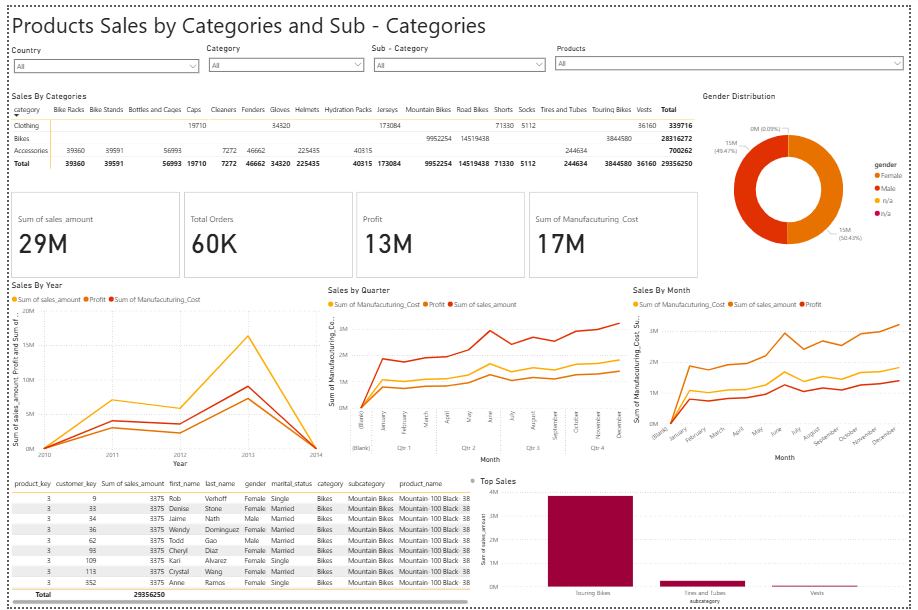 Products Sales by Categories and Sub - Categories
Country
Category
Sub - Category
Products
All
All
All
All
Sales By Categories
category Bike Racks Bike Stands Bottles and Cages Caps Cleaners Fenders Gloves Helmets Hydration Packs Jerseys Mountain Bikes Road Bikes Shorts Socks Tires and Tubes Touring Bikes Vests Total
Clothing 19710 34320 173084 71330 5112 36160 339716
Bikes 9952254 14519438 3844580 28316272
Accessories 39360 39591 56993 7272 46662 225435 40315 244634 700262
Total 39360 39591 56993 19710 7272 46662 34320 225435 40315 173084 9952254 14519438 71330 5112 244634 3844580 36160 29356250
Gender Distribution
0M (0.09%)
15M
(49.47%)
15M
(50.43%)
gender
Female
Male
n/a
n/a
Sum of sales_amount
29M
Total Orders
60K
Profit
13M
Sum of Manufacuturing_Cost
17M
Sales By Year
Sum of sales_amount Profit Sum of Manufacuturing_Cost
Sum of sales_amount, Profit and Sum of ...
20M
15M
10M
5M
0M
2010 2011 2012 2013 2014
Year
Sales by Quarter
Sum of Manufacuturing_Cost Profit Sum of sales_amount
Sum of Manufacuturing_Co...
3M
2M
1M
0M
(Blank) January February March April May June July August September October November December
(Blank) Qtr 1 Qtr 2 Qtr 3 Qtr 4
Month
Sales By Month
Sum of Manufacuturing_Cost Sum of sales_amount Profit
Sum of Manufacuturing_Cost, Su...
3M
2M
1M
0M
(Blank) January February March April May June July August September October November December
Month
product_key customer_key Sum of sales_amount first_name last_name gender marital_status category subcategory product_name
3 9 3375 Rob Verhoff Female Single Bikes Mountain Bikes Mountain-100 Black- 38
3 33 3375 Denise Stone Female Married Bikes Mountain Bikes Mountain-100 Black- 38
3 34 3375 Jaime Nath Male Married Bikes Mountain Bikes Mountain-100 Black- 38
3 36 3375 Wendy Dominguez Female Married Bikes Mountain Bikes Mountain-100 Black- 38
3 62 3375 Todd Gao Male Married Bikes Mountain Bikes Mountain-100 Black- 38
3 93 3375 Cheryl Diaz Female Married Bikes Mountain Bikes Mountain-100 Black- 38
3 109 3375 Kari Alvarez Female Single Bikes Mountain Bikes Mountain-100 Black- 38
3 113 3375 Crystal Wang Female Married Bikes Mountain Bikes Mountain-100 Black- 38
3 352 3375 Anne Ramos Female Single Bikes Mountain Bikes Mountain-100 Black- 38
Total 29356250
Top Sales
Sum of sales_amount
4M
3M
2M
1M
0M
Touring Bikes Tires and Tubes Vests
subcategory